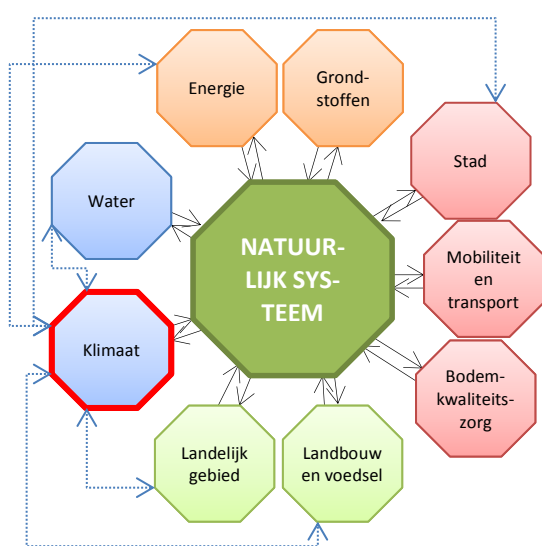 Energie
Grond-
stoffen
Stad
Water
NATUUR-
LIJK SYS-
TEEM
Mobiliteit
en
transport
Klimaat
Bodem-
kwaliteits-
zorg
Landelijk
gebied
Landbouw
en voedsel